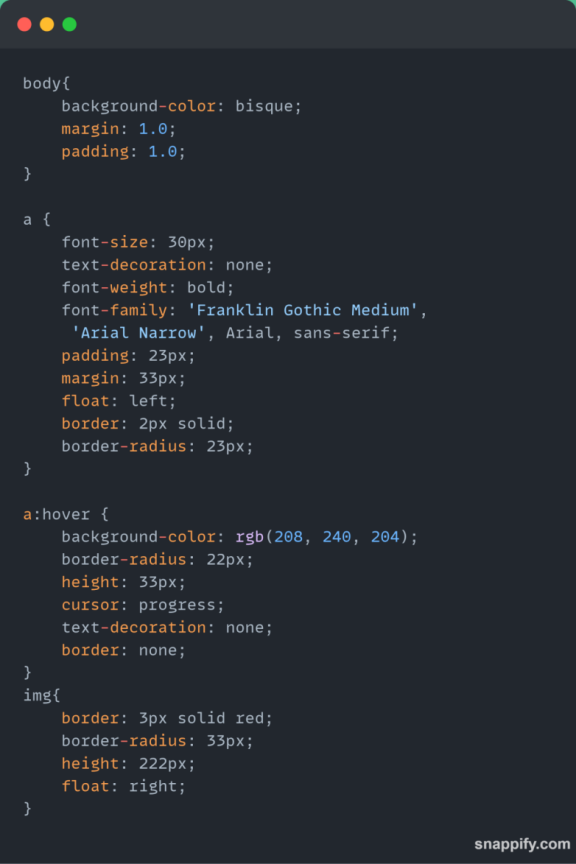 body{
    background-color: bisque;
    margin: 1.0;
    padding: 1.0;
}

a {
    font-size: 30px;
    text-decoration: none;
    font-weight: bold;
    font-family: 'Franklin Gothic Medium',
     'Arial Narrow', Arial, sans-serif;
    padding: 23px;
    margin: 33px;
    float: left;
    border: 2px solid;
    border-radius: 23px;
}

a:hover {
    background-color: rgb(208, 240, 204);
    border-radius: 22px;
    height: 33px;
    cursor: progress;
    text-decoration: none;
    border: none;
}
img{
    border: 3px solid red;
    border-radius: 33px;
    height: 222px;
    float: right;
}
snappify.com